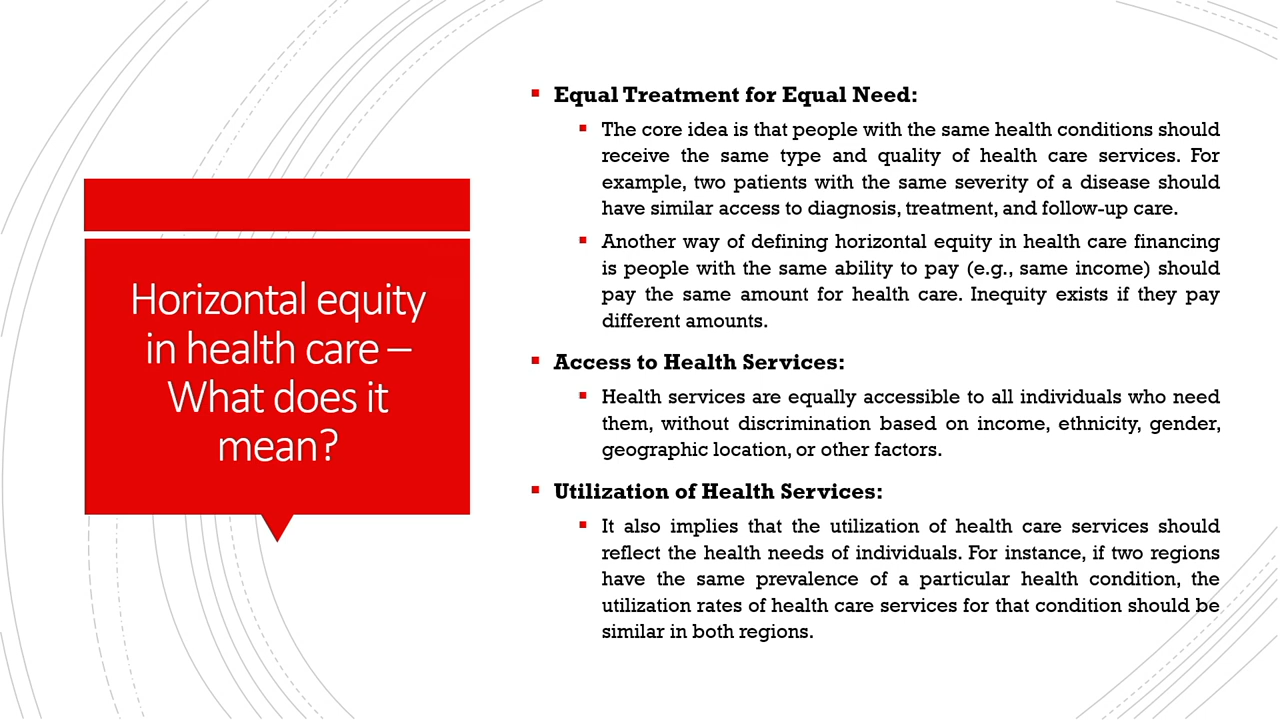 Horizontal equity
in health care –
What does it
mean?
Equal Treatment for Equal Need:
The core idea is that people with the same health conditions should
receive the same type and quality of health care services. For
example, two patients with the same severity of a disease should
have similar access to diagnosis, treatment, and follow-up care.
Another way of defining horizontal equity in health care financing
is people with the same ability to pay (e.g., same income) should
pay the same amount for health care. Inequity exists if they pay
different amounts.
Access to Health Services:
Health services are equally accessible to all individuals who need
them, without discrimination based on income, ethnicity, gender,
geographic location, or other factors.
Utilization of Health Services:
It also implies that the utilization of health care services should
reflect the health needs of individuals. For instance, if two regions
have the same prevalence of a particular health condition, the
utilization rates of health care services for that condition should be
similar in both regions.